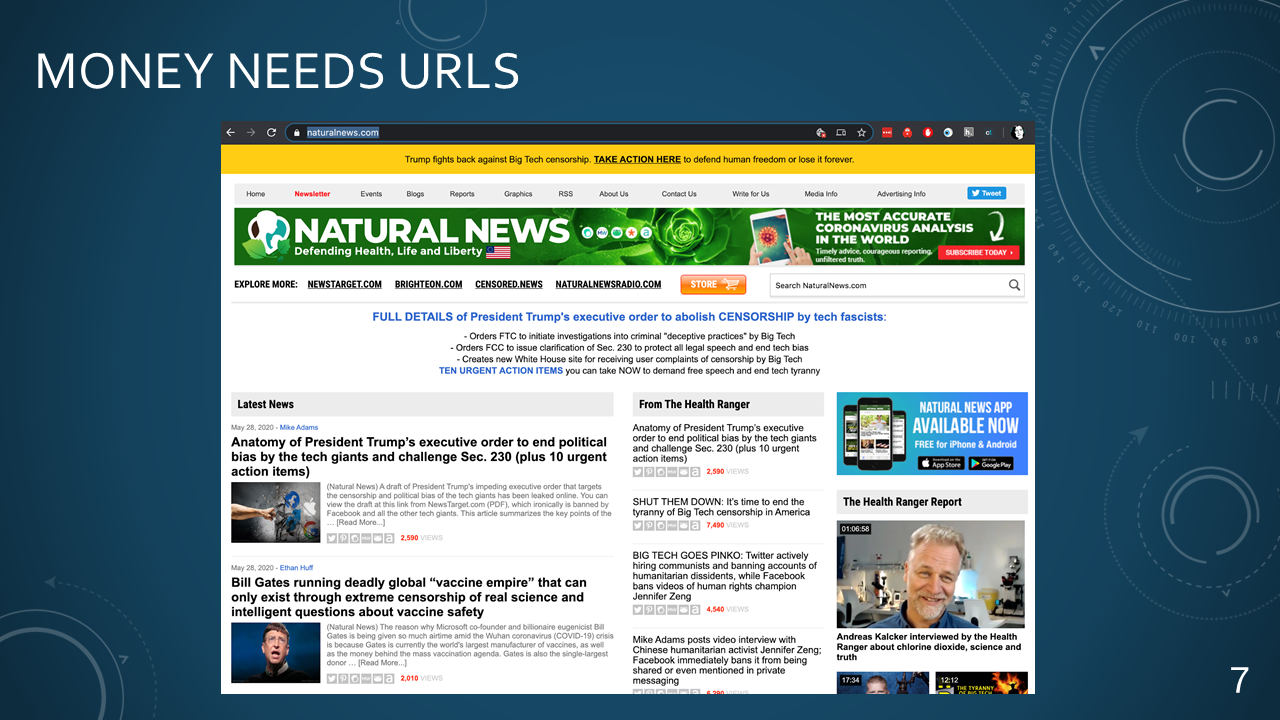 MONEY NEEDS URLS
naturalnews.com
Trump fights back against Big Tech censorship. TAKE ACTION HERE to defend human freedom or lose it forever.
Home Newsletter Events Blogs Reports Graphics RSS About Us Contact Us Write for Us Media Info Advertising Info Tweet
NATURAL NEWS
Defending Health, Life and Liberty
THE MOST ACCURATE
CORONAVIRUS ANALYSIS
IN THE WORLD
Timely advice, courageous reporting,
unfiltered truth.
SUBSCRIBE TODAY
EXPLORE MORE: NEWSTARGET.COM BRIGHTEON.COM CENSORED.NEWS NATURALNEWSRADIO.COM STORE Search NaturalNews.com
FULL DETAILS of President Trump's executive order to abolish CENSORSHIP by tech fascists:
- Orders FTC to initiate investigations into criminal "deceptive practices" by Big Tech
- Orders FCC to issue clarification of Sec. 230 to protect all legal speech and end tech bias
- Creates new White House site for receiving user complaints of censorship by Big Tech
TEN URGENT ACTION ITEMS you can take NOW to demand free speech and end tech tyranny
Latest News
May 28, 2020 - Mike Adams
Anatomy of President Trump's executive order to end political
bias by the tech giants and challenge Sec. 230 (plus 10 urgent
action items)
(Natural News) A draft of President Trump's impeding executive order that targets
the censorship and political bias of the tech giants has been leaked online. You can
view the draft at this link from NewsTarget.com (PDF), which ironically is banned by
Facebook and all the other tech giants. This article summarizes the key points of the
... [Read More...]
2,590 VIEWS
May 28, 2020 - Ethan Huff
Bill Gates running deadly global “vaccine empire” that can
only exist through extreme censorship of real science and
intelligent questions about vaccine safety
(Natural News) The reason why Microsoft co-founder and billionaire eugenicist Bill
Gates is being given so much airtime amid the Wuhan coronavirus (COVID-19) crisis
is because Gates is currently the world's largest manufacturer of vaccines, as well
as the money behind the mass vaccination agenda. Gates is also the single-largest
donor ... [Read More...]
2,010 VIEWS
From The Health Ranger
Anatomy of President Trump's executive
order to end political bias by the tech giants
and challenge Sec. 230 (plus 10 urgent
action items)
2,590 VIEWS
SHUT THEM DOWN: It's time to end the
tyranny of Big Tech censorship in America
7,490 VIEWS
BIG TECH GOES PINKO: Twitter actively
hiring communists and banning accounts of
humanitarian dissidents, while Facebook
bans videos of human rights champion
Jennifer Zeng
4,540 VIEWS
Mike Adams posts video interview with
Chinese humanitarian activist Jennifer Zeng;
Facebook immediately bans it from being
shared or even mentioned in private
messaging
NATURAL NEWS APP
AVAILABLE NOW
FREE for iPhone & Android
App Store Google Play
The Health Ranger Report
01:06:58
Andreas Kalcker interviewed by the Health
Ranger about chlorine dioxide, science and
truth
17:34 12:12
THE TYRANNY
7